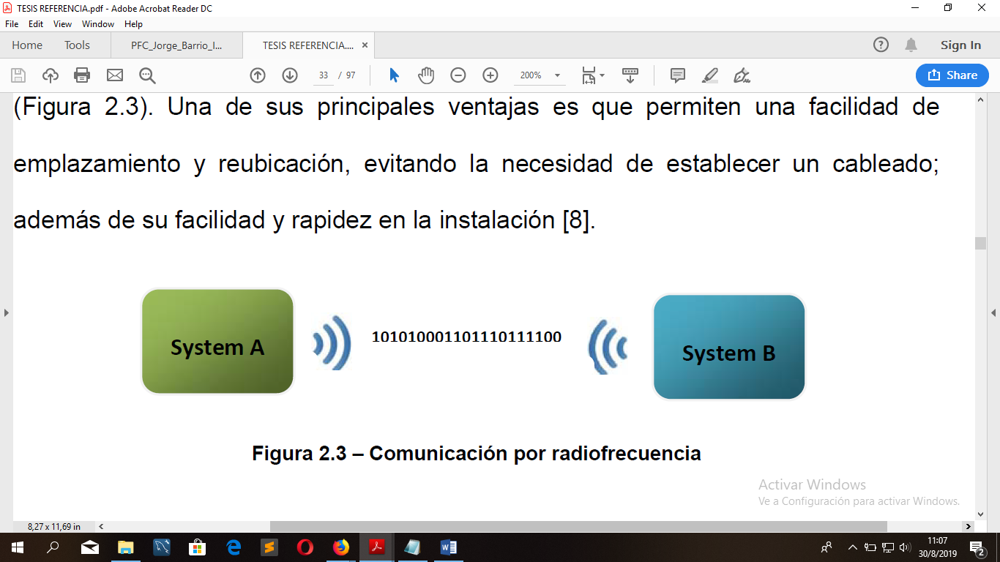 TESIS REFERENCIA.pdf - Adobe Acrobat Reader DC
File Edit View Window Help
Home Tools PFC_Jorge_Barrio_I... TESIS REFERENCIA.... ×
33 / 97 200% Share
Sign In
(Figura 2.3). Una de sus principales ventajas es que permiten una facilidad de
emplazamiento y reubicación, evitando la necesidad de establecer un cableado;
además de su facilidad y rapidez en la instalación [8].
System A
101010001101110111100
System B
Figura 2.3 – Comunicación por radiofrecuencia
Activar Windows
Ve a Configuración para activar Windows.
8,27 x 11,69 in
11:07
30/8/2019
2